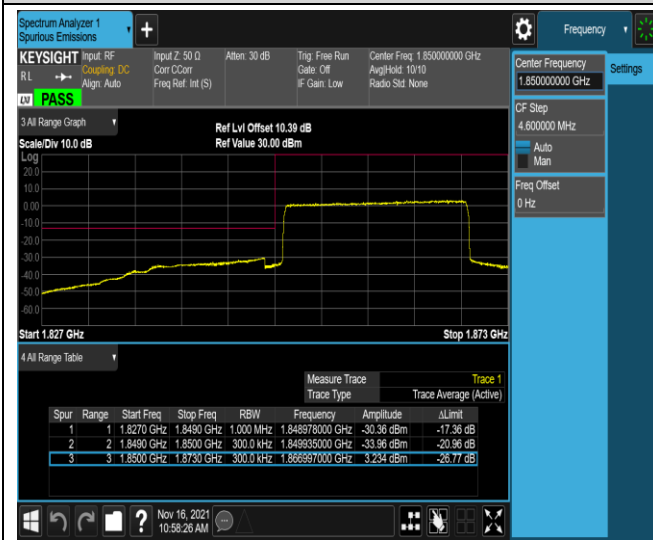 Spectrum Analyzer 1
Spurious Emissions
Frequency
KEYSIGHT Input: RF Input Z: 50 Ω Atten: 30 dB Trig: Free Run Center Freq: 1.850000000 GHz
R L Coupling: DC Corr CCorr Gate: Off Avg|Hold: 10/10
Align: Auto Freq Ref: Int (S) IF Gain: Low Radio Std: None
LXI PASS
Center Frequency
1.85000000 GHz
Settings
CF Step
4.600000 MHz
Auto
Man
Freq Offset
0 Hz
3 All Range Graph
Ref Lvl Offset 10.39 dB
Scale/Div 10.0 dB Ref Value 30.00 dBm
Log
20.0
10.0
0.00
-10.0
-20.0
-30.0
-40.0
-50.0
-60.0
Start 1.827 GHz Stop 1.873 GHz
4 All Range Table
Measure Trace Trace 1
Trace Type Trace Average (Active)
Spur Range Start Freq Stop Freq RBW Frequency Amplitude ΔLimit
1 1 1.8270 GHz 1.8490 GHz 1.000 MHz 1.848978000 GHz -30.36 dBm -17.36 dB
2 2 1.8490 GHz 1.8500 GHz 300.0 kHz 1.849935000 GHz -33.96 dBm -20.96 dB
3 3 1.8500 GHz 1.8730 GHz 300.0 kHz 1.866997000 GHz 3.234 dBm -26.77 dB
Nov 16, 2021
10:58:26 AM